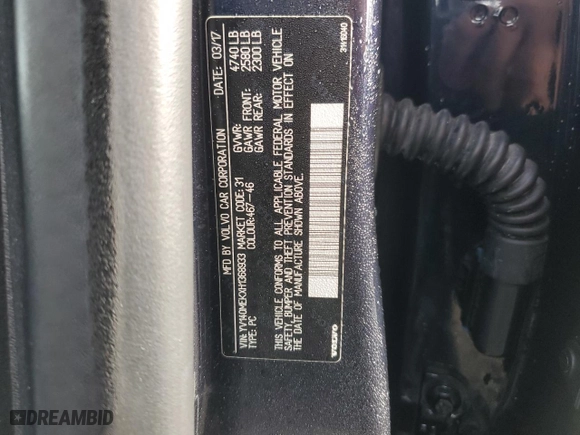 MFD BY VOLVO CAR CORPORATION DATE: 03/17
GVWR: 4740 LB
GAWR FRONT: 2580 LB
GAWR REAR: 2300 LB
VIN: YV140MEKXH1368933 MARKET CODE: 31
TYPE: PC COLOUR:467-46
THIS VEHICLE CONFORMS TO ALL APPLICABLE FEDERAL MOTOR VEHICLE
SAFETY, BUMPER AND THEFT PREVENTION STANDARDS IN EFFECT ON
THE DATE OF MANUFACTURE SHOWN ABOVE.
VOLVO
DREAMBID